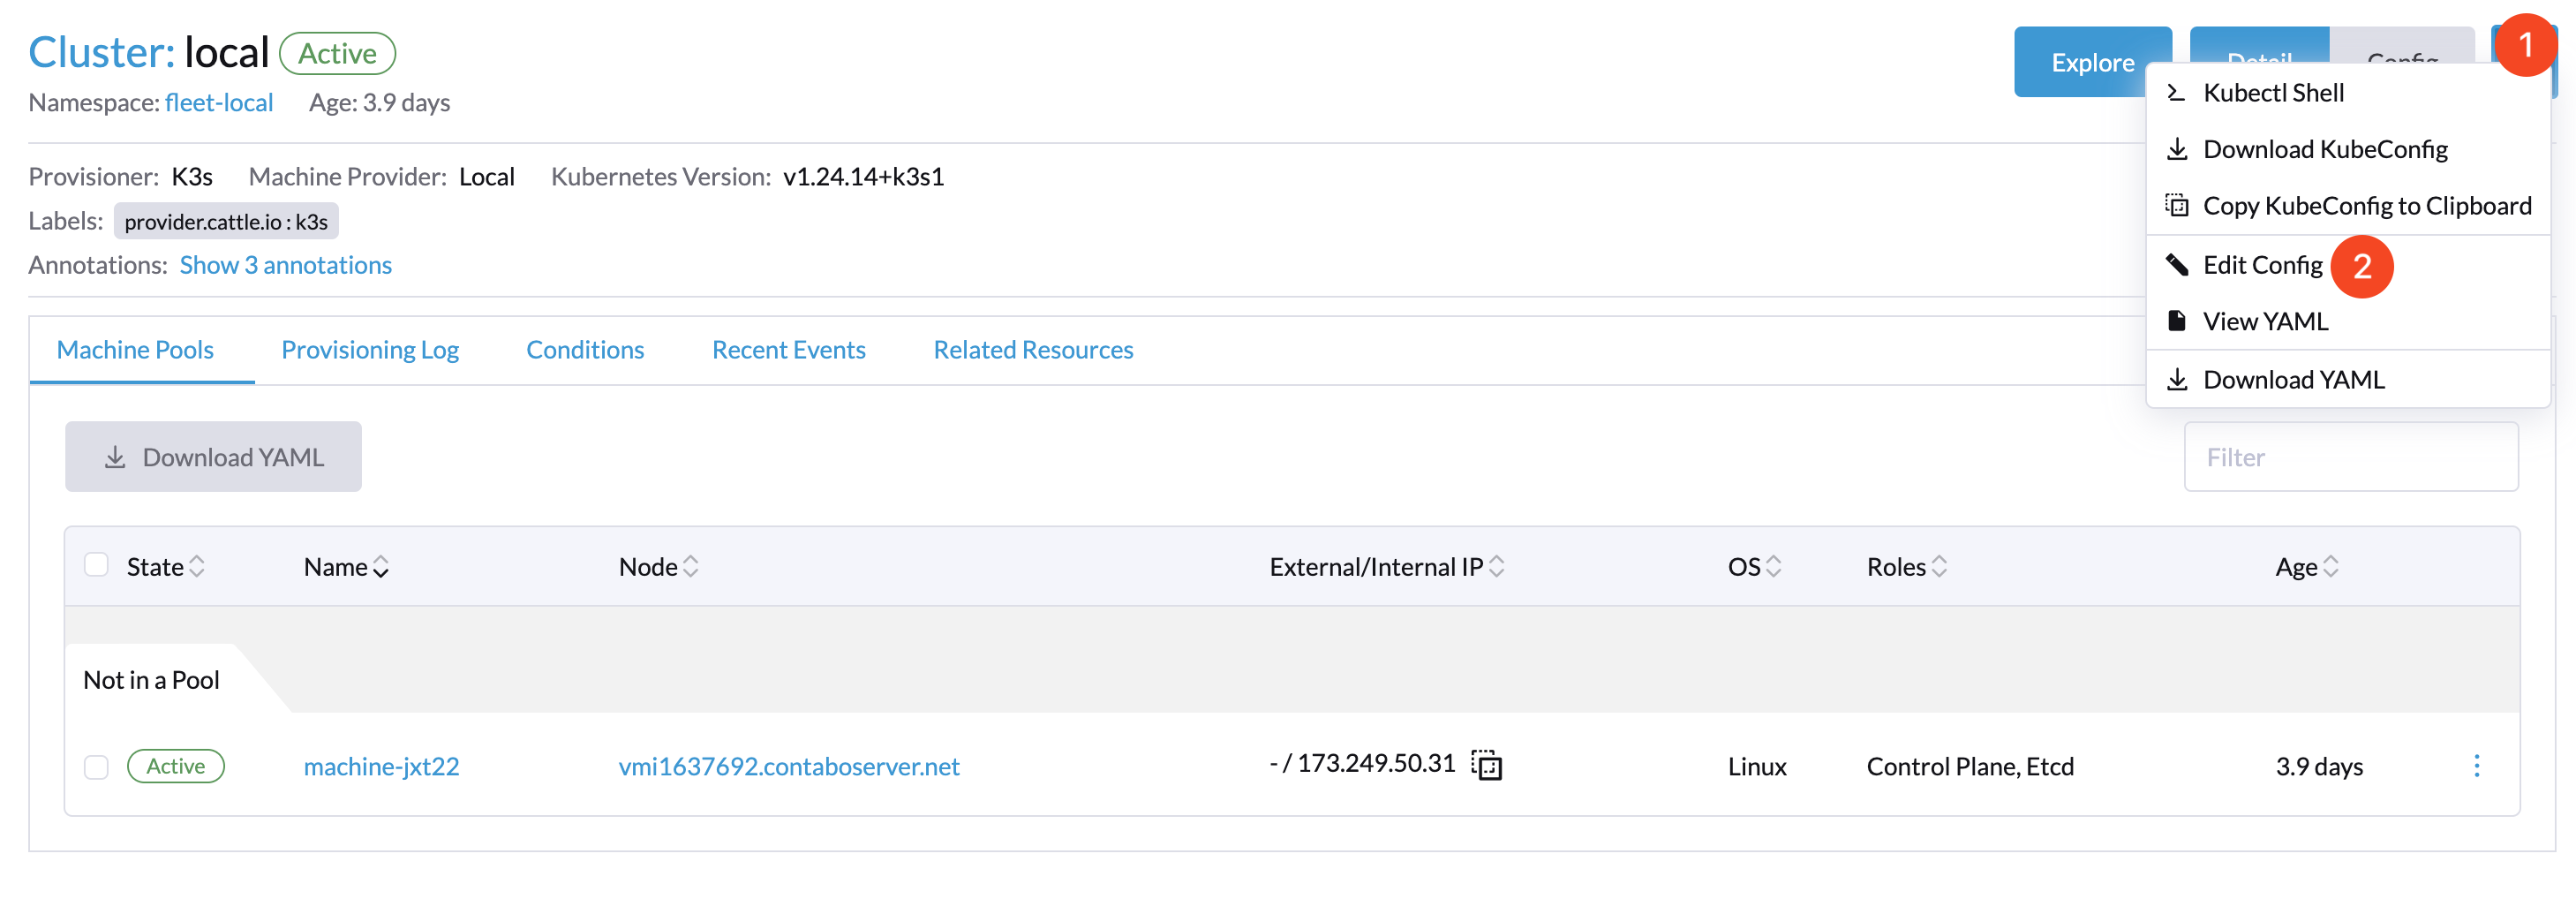 Cluster: local Active
Explore Detail Config 1
Namespace: fleet-local Age: 3.9 days
Provisioner: K3s Machine Provider: Local Kubernetes Version: v1.24.14+k3s1
Labels: provider.cattle.io : k3s
Annotations: Show 3 annotations
Kubectl Shell
Download KubeConfig
Copy KubeConfig to Clipboard
Edit Config 2
View YAML
Download YAML
Machine Pools Provisioning Log Conditions Recent Events Related Resources
Download YAML Filter
State Name Node External/Internal IP OS Roles Age
Not in a Pool
Active machine-jxt22 vmi1637692.contaboserver.net - / 173.249.50.31 Linux Control Plane, Etcd 3.9 days